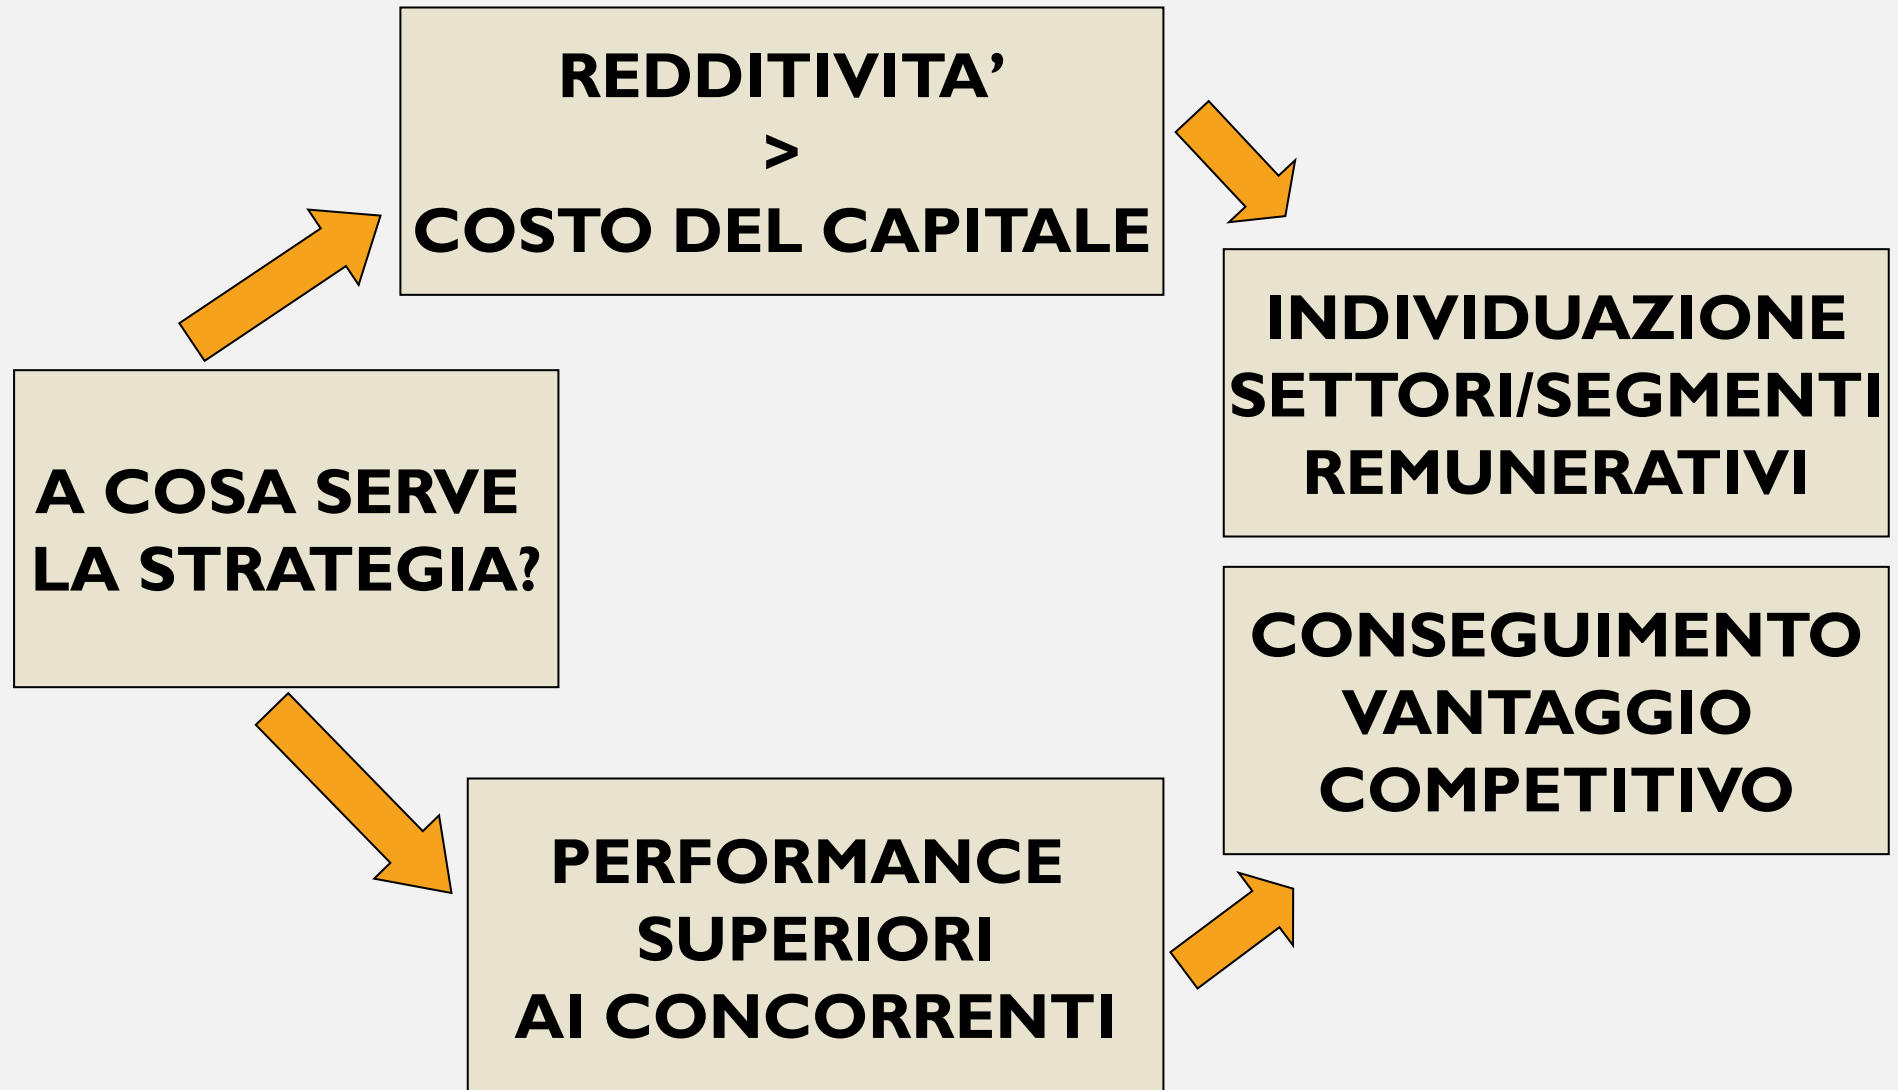 REDDITIVITA’
>
COSTO DEL CAPITALE
INDIVIDUAZIONE
SETTORI/SEGMENTI
REMUNERATIVI
A COSA SERVE
LA STRATEGIA?
CONSEGUIMENTO
VANTAGGIO
COMPETITIVO
PERFORMANCE
SUPERIORI
AI CONCORRENTI